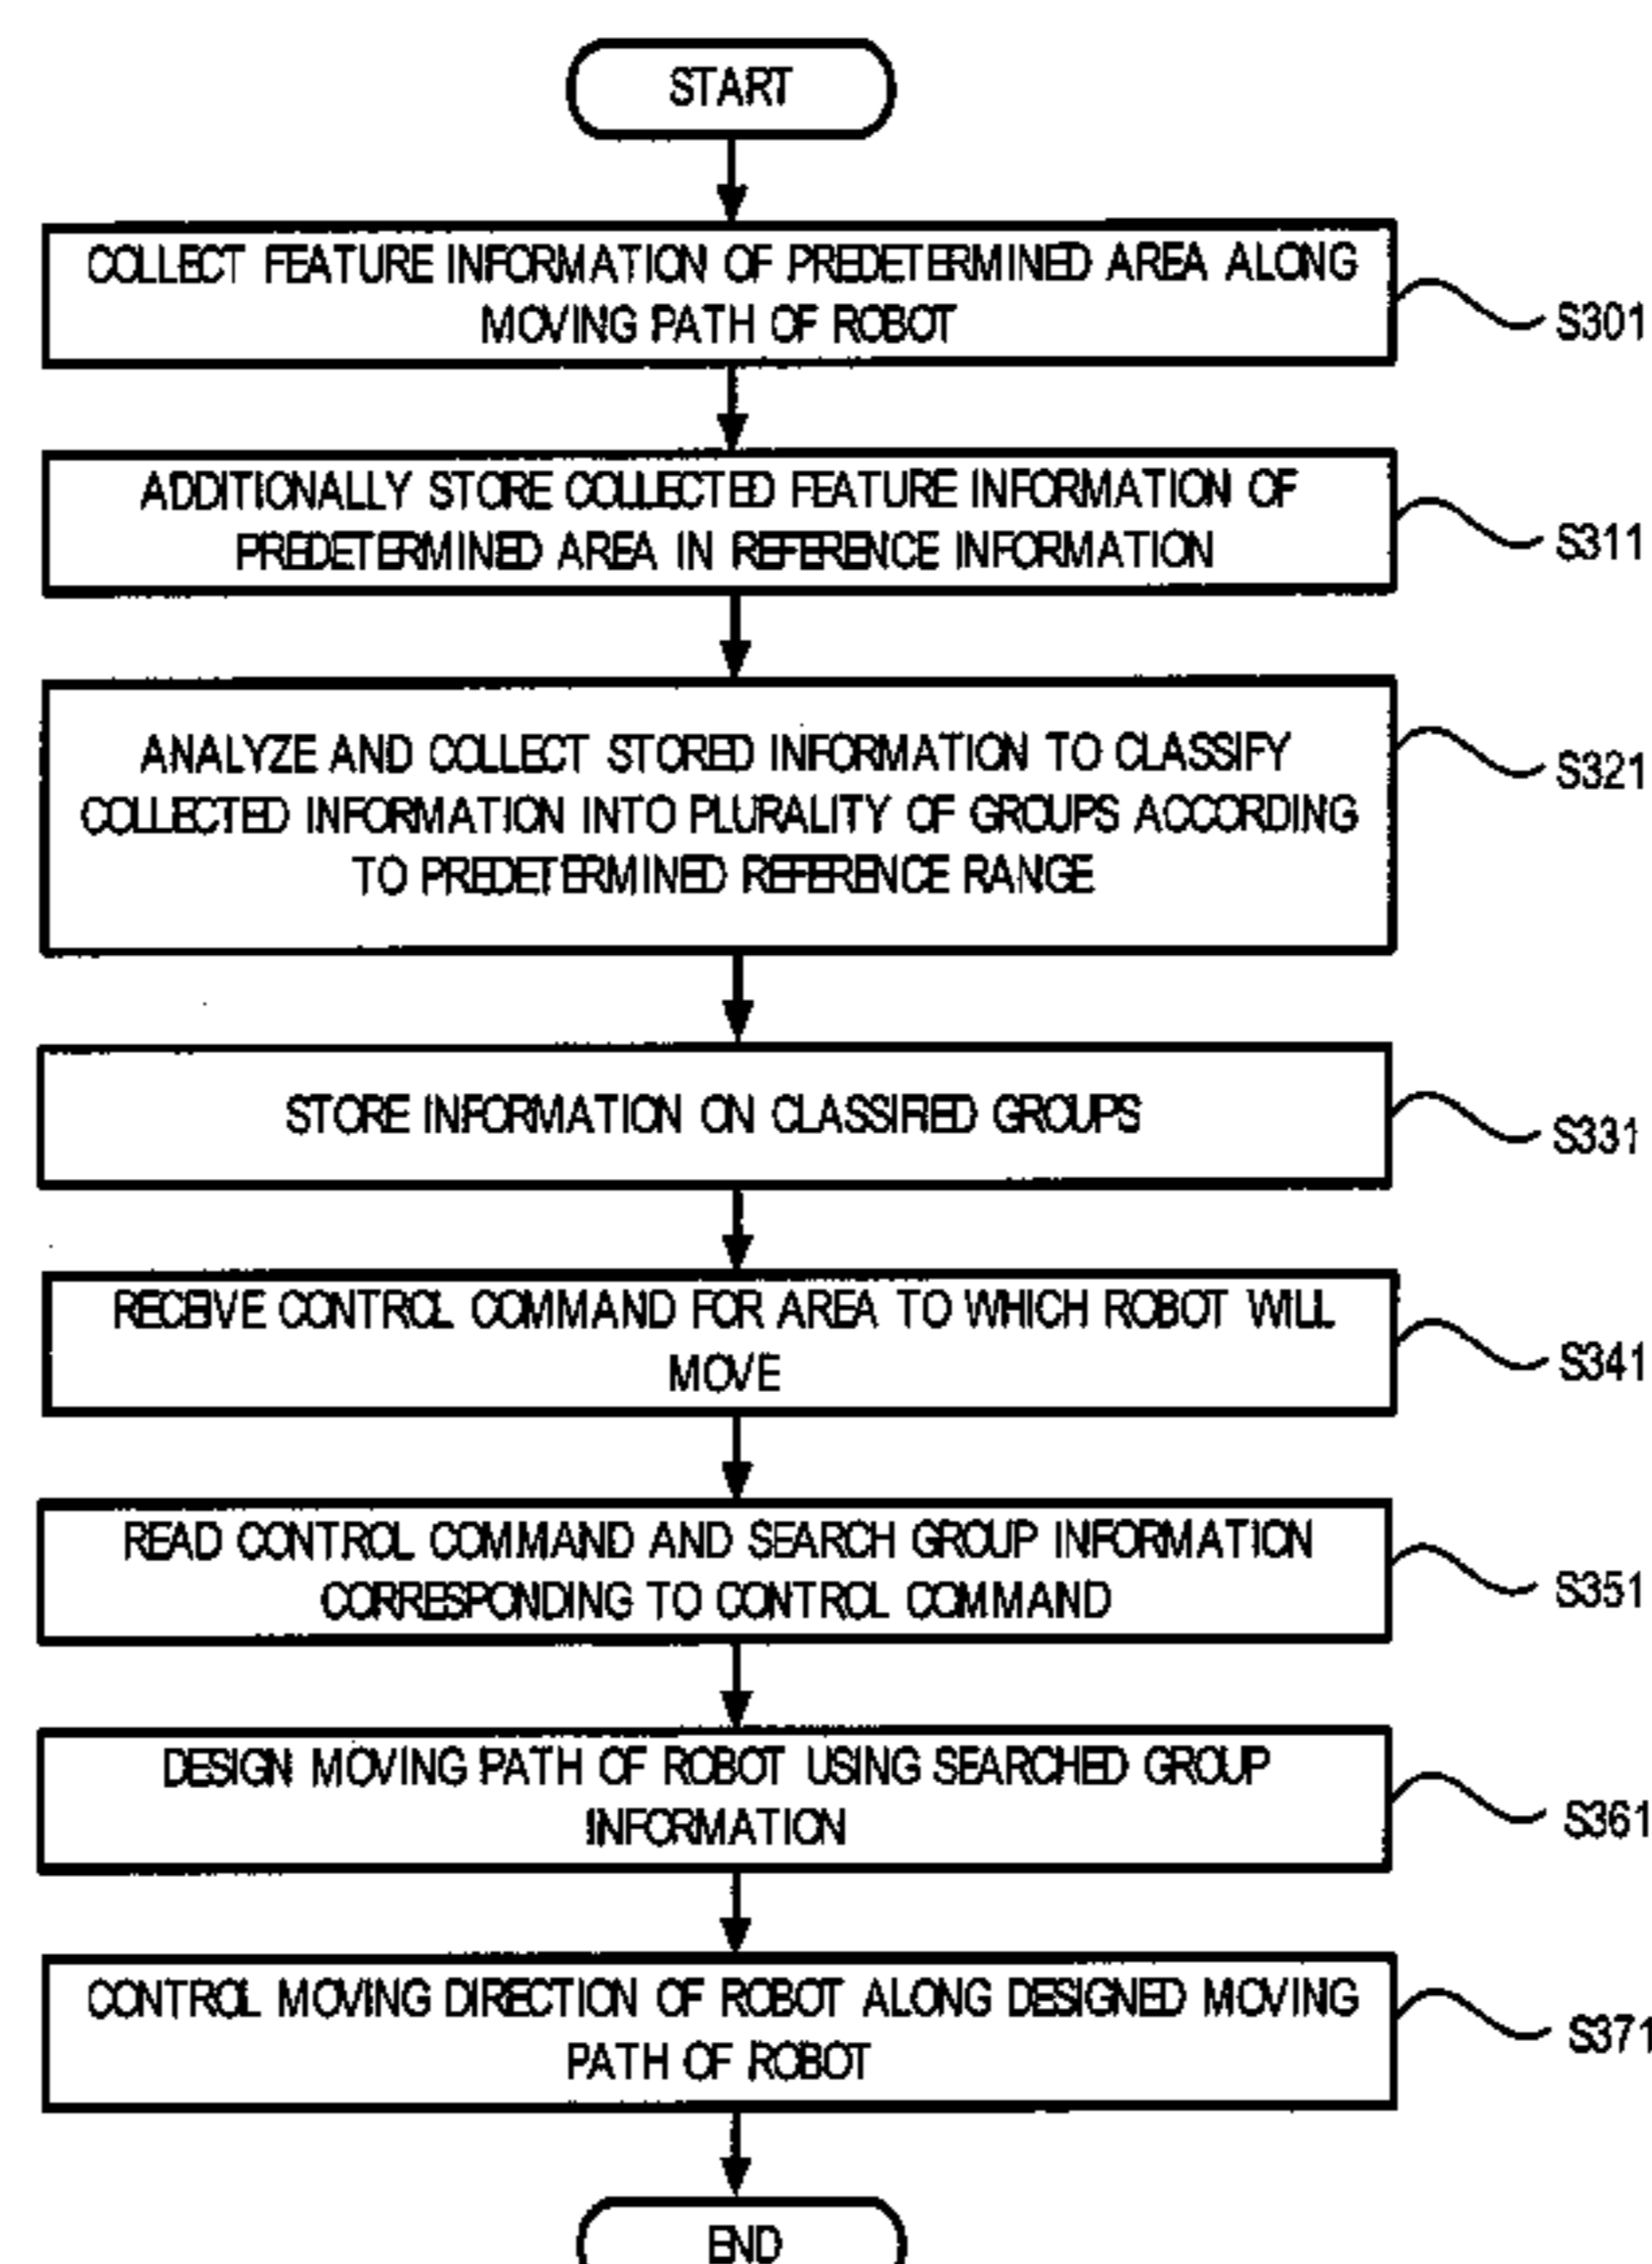 START
COLLECT FEATURE INFORMATION OF PREDETERMINED AREA ALONG
MOVING PATH OF ROBOT
S301
ADDITIONALLY STORE COLLECTED FEATURE INFORMATION OF
PREDETERMINED AREA IN REFERENCE INFORMATION
S311
ANALYZE AND COLLECT STORED INFORMATION TO CLASSIFY
COLLECTED INFORMATION INTO PLURALITY OF GROUPS ACCORDING
TO PREDETERMINED REFERENCE RANGE
S321
STORE INFORMATION ON CLASSIFIED GROUPS
S331
RECEIVE CONTROL COMMAND FOR AREA TO WHICH ROBOT WILL
MOVE
S341
READ CONTROL COMMAND AND SEARCH GROUP INFORMATION
CORRESPONDING TO CONTROL COMMAND
S351
DESIGN MOVING PATH OF ROBOT USING SEARCHED GROUP
INFORMATION
S361
CONTROL MOVING DIRECTION OF ROBOT ALONG DESIGNED MOVING
PATH OF ROBOT
S371
END